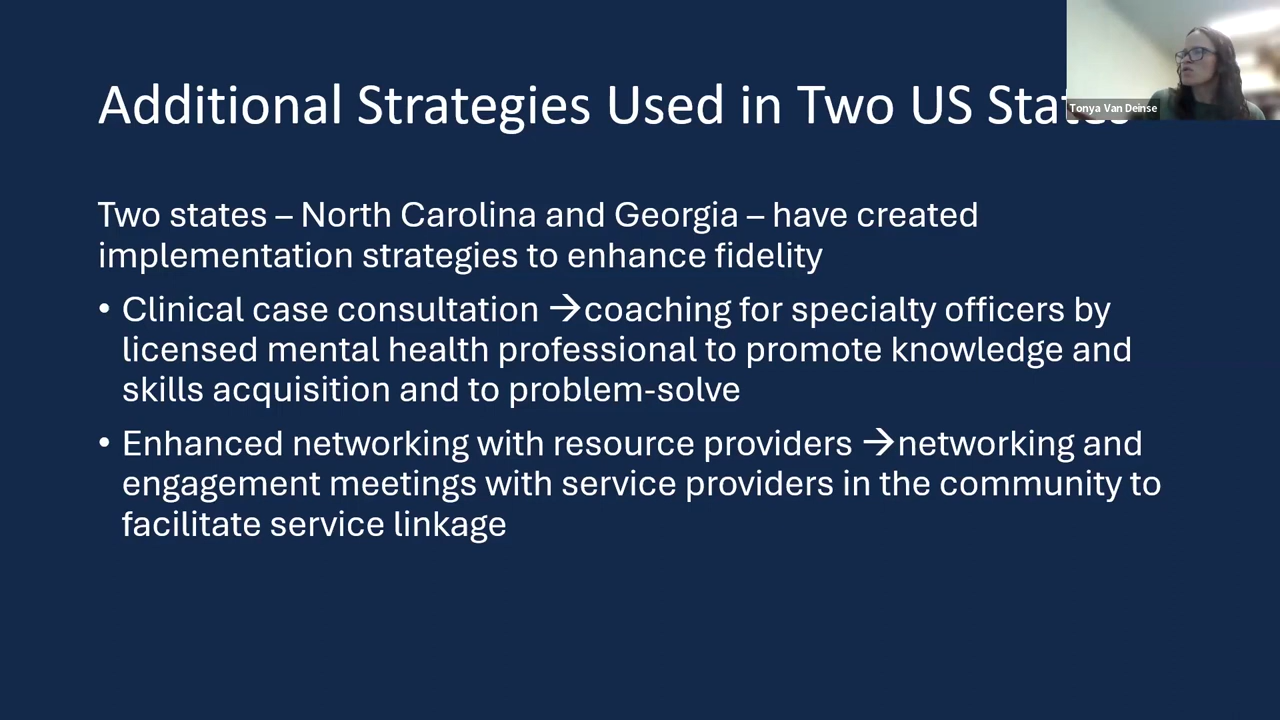 Additional Strategies Used in Two US States
Tonya Van Deinse
Two states – North Carolina and Georgia – have created
implementation strategies to enhance fidelity
• Clinical case consultation →coaching for specialty officers by
licensed mental health professional to promote knowledge and
skills acquisition and to problem-solve
• Enhanced networking with resource providers →networking and
engagement meetings with service providers in the community to
facilitate service linkage